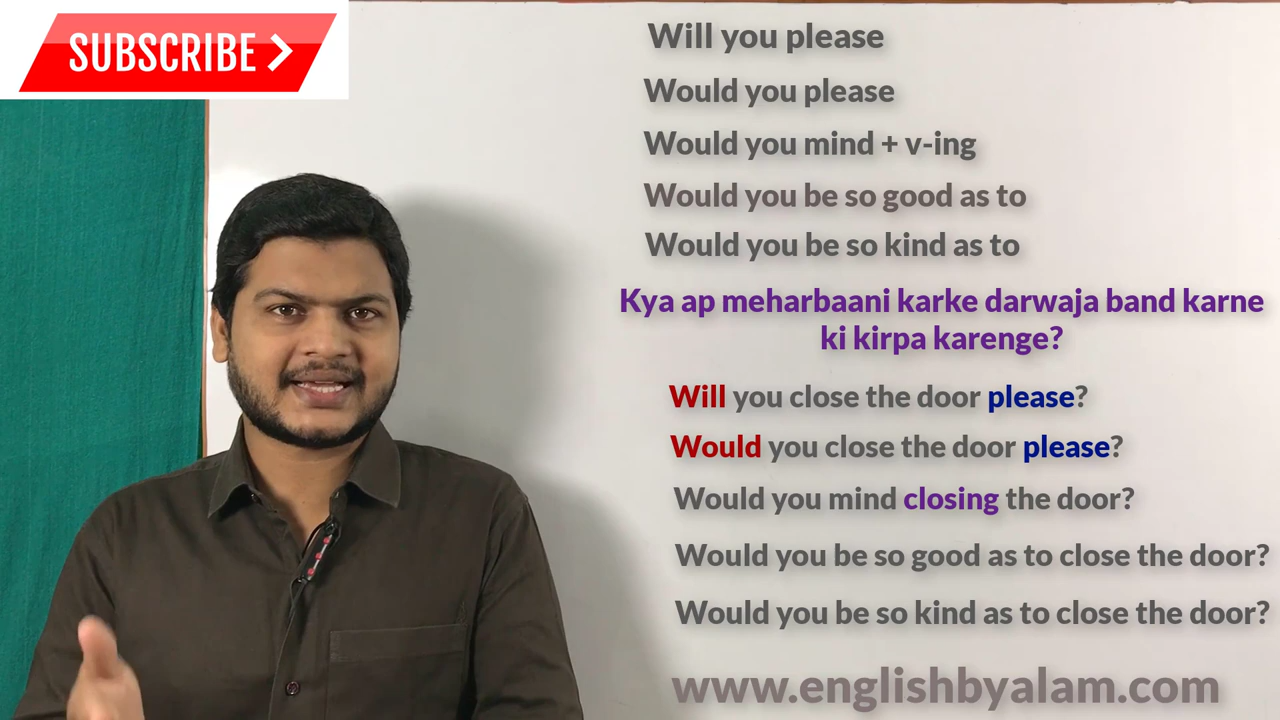 SUBSCRIBE
Will you please
Would you please
Would you mind + v-ing
Would you be so good as to
Would you be so kind as to
Kya ap meharbaani karke darwaja band karne
ki kirpa karenge?
Will you close the door please?
Would you close the door please?
Would you mind closing the door?
Would you be so good as to close the door?
Would you be so kind as to close the door?
www.englishbyalam.com